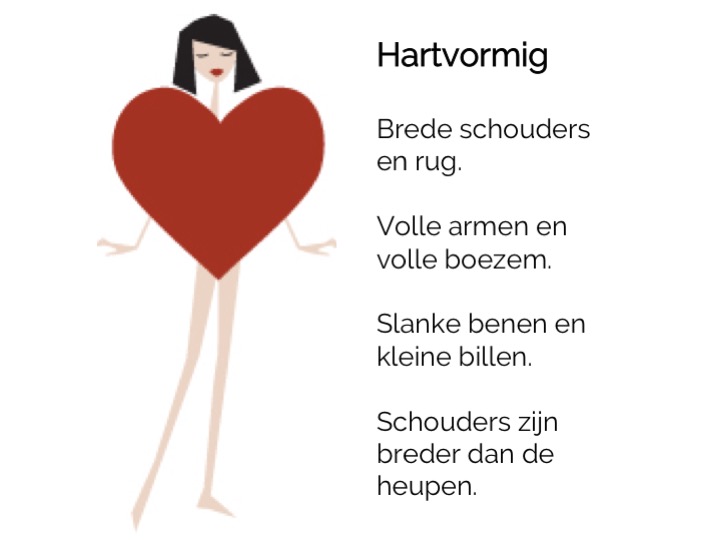 Hartvormig
Brede schouders
en rug.
Volle armen en
volle boezem.
Slanke benen en
kleine billen.
Schouders zijn
breder dan de
heupen.